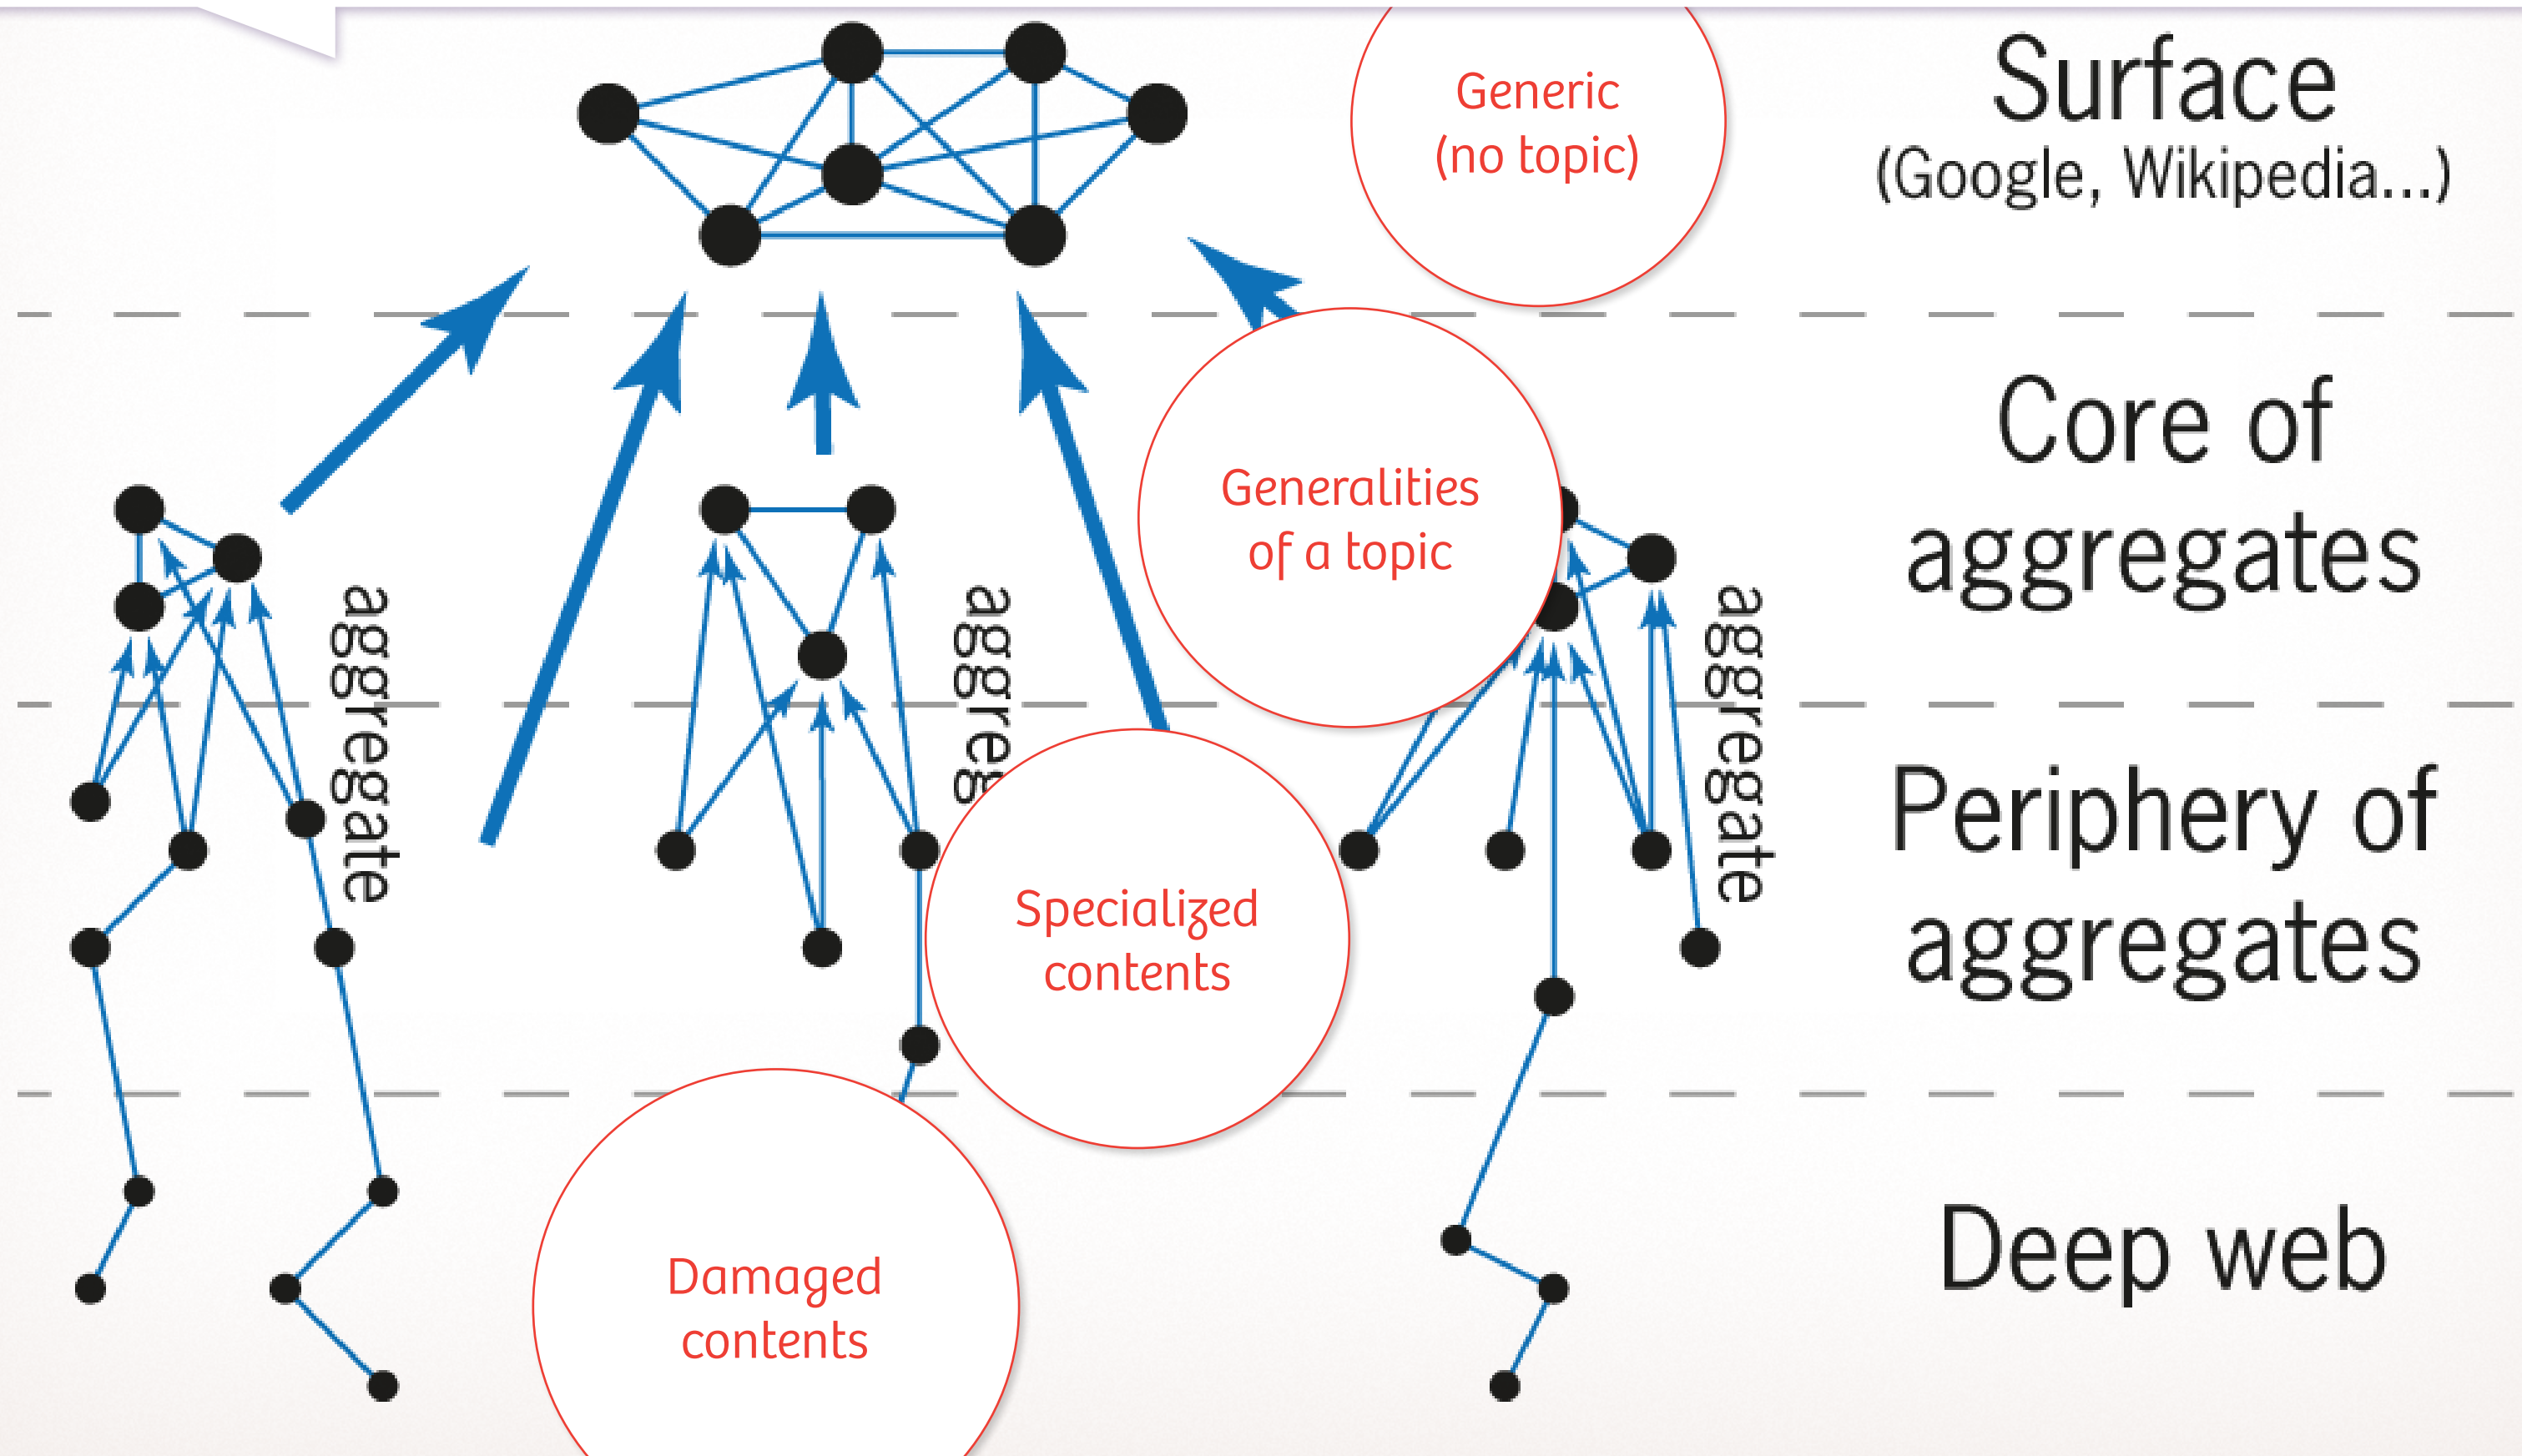 Generic
(no topic)
Surface
(Google, Wikipedia...)
Generalities
of a topic
Core of
aggregates
aggregate
aggreg
aggregate
Specialized
contents
Periphery of
aggregates
Damaged
contents
Deep web